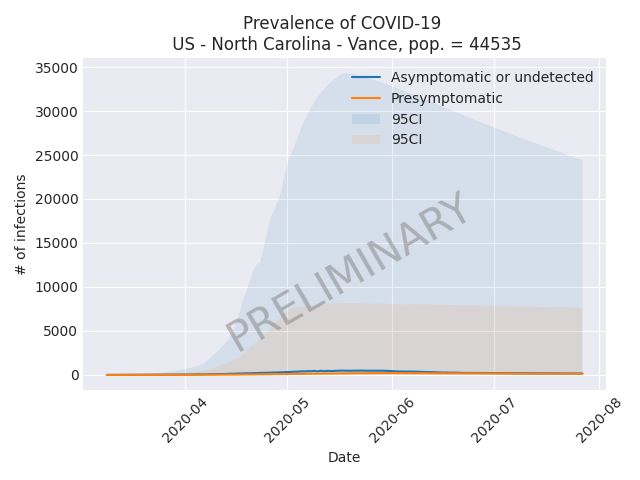 Prevalence of COVID-19
US - North Carolina - Vance, pop. = 44535
35000
30000
25000
20000
15000
10000
5000
0
# of infections
Asymptomatic or undetected
Presymptomatic
95CI
95CI
PRELIMINARY
2020-04
2020-05
2020-06
2020-07
2020-08
Date